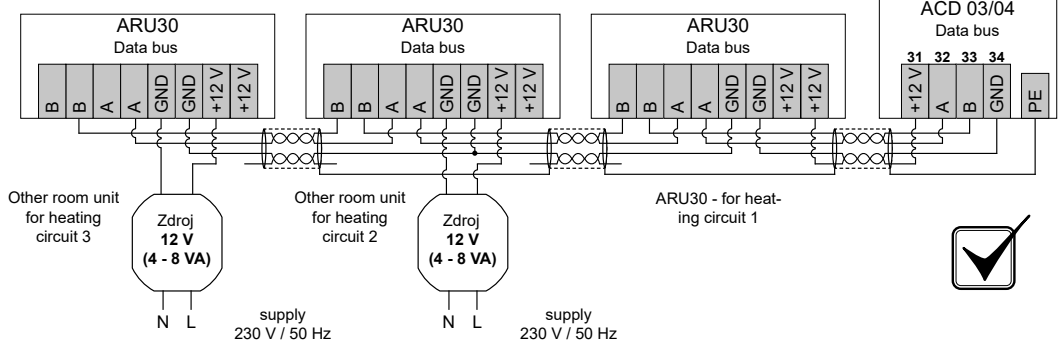 ARU30
Data bus
B B A A GND GND +12 V +12 V
ARU30
Data bus
B B A A GND GND +12 V +12 V
ARU30
Data bus
B B A A GND GND +12 V +12 V
ACD 03/04
Data bus
31 32 33 34
+12 V A B GND
PE
Other room unit
for heating
circuit 3
Zdroj
12 V
(4 - 8 VA)
N L
supply
230 V / 50 Hz
Other room unit
for heating
circuit 2
Zdroj
12 V
(4 - 8 VA)
N L
supply
230 V / 50 Hz
ARU30 - for heat-
ing circuit 1